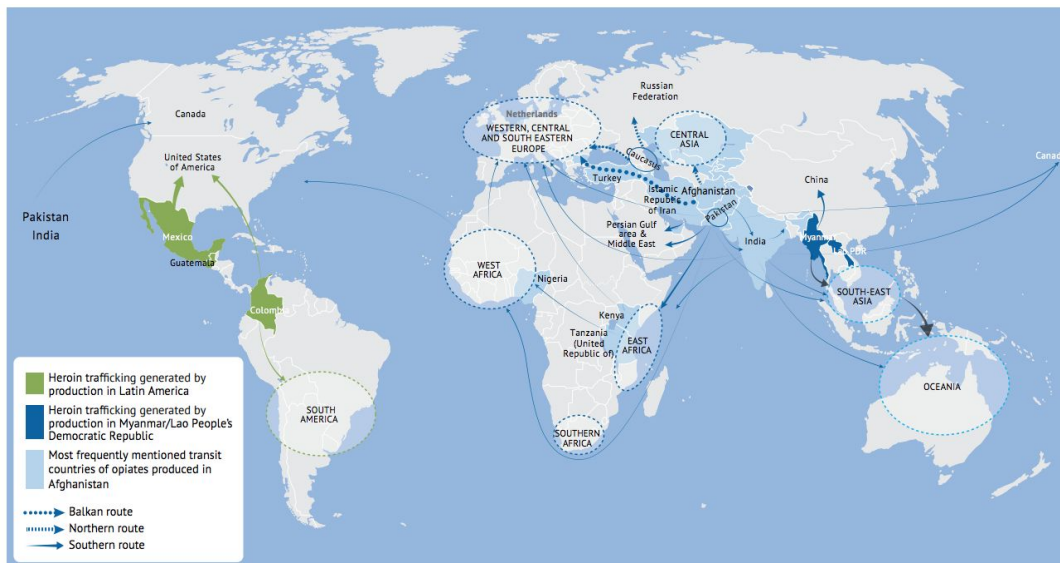 Canada
United States
of America
Pakistan
India
Mexico
Guatemala
Colombia
SOUTH
AMERICA
Netherlands
WESTERN, CENTRAL
AND SOUTH EASTERN
EUROPE
Russian
Federation
CENTRAL
ASIA
Caucasus
Turkey
Islamic
Republic
of Iran
Afghanistan
Pakistan
Persian Gulf
area &
Middle East
India
China
Myanmar
Lao PDR
Canad
SOUTH-EAST
ASIA
WEST
AFRICA
Nigeria
Kenya
Tanzania
(United
Republic of)
EAST
AFRICA
SOUTHERN
AFRICA
OCEANIA
Heroin trafficking generated by
production in Latin America
Heroin trafficking generated by
production in Myanmar/Lao People's
Democratic Republic
Most frequently mentioned transit
countries of opiates produced in
Afghanistan
Balkan route
Northern route
Southern route